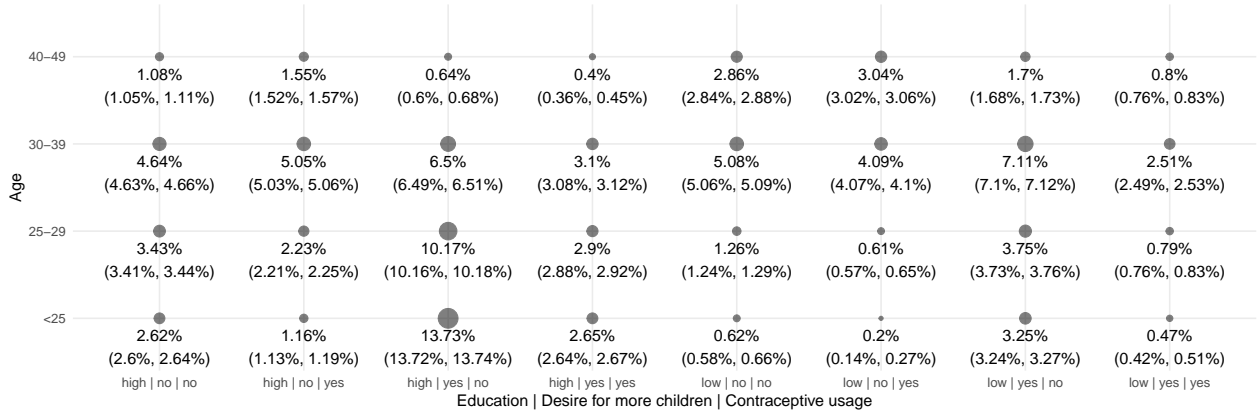 40−49
1.08% 1.55% 0.64% 0.4% 2.86% 3.04% 1.7% 0.8%
(1.05%, 1.11%) (1.52%, 1.57%) (0.6%, 0.68%) (0.36%, 0.45%) (2.84%, 2.88%) (3.02%, 3.06%) (1.68%, 1.73%) (0.76%, 0.83%)
30−39
4.64% 5.05% 6.5% 3.1% 5.08% 4.09% 7.11% 2.51%
(4.63%, 4.66%) (5.03%, 5.06%) (6.49%, 6.51%) (3.08%, 3.12%) (5.06%, 5.09%) (4.07%, 4.1%) (7.1%, 7.12%) (2.49%, 2.53%)
Age
25−29
3.43% 2.23% 10.17% 2.9% 1.26% 0.61% 3.75% 0.79%
(3.41%, 3.44%) (2.21%, 2.25%) (10.16%, 10.18%) (2.88%, 2.92%) (1.24%, 1.29%) (0.57%, 0.65%) (3.73%, 3.76%) (0.76%, 0.83%)
<25
2.62% 1.16% 13.73% 2.65% 0.62% 0.2% 3.25% 0.47%
(2.6%, 2.64%) (1.13%, 1.19%) (13.72%, 13.74%) (2.64%, 2.67%) (0.58%, 0.66%) (0.14%, 0.27%) (3.24%, 3.27%) (0.42%, 0.51%)
high | no | no high | no | yes high | yes | no high | yes | yes low | no | no low | no | yes low | yes | no low | yes | yes
Education | Desire for more children | Contraceptive usage